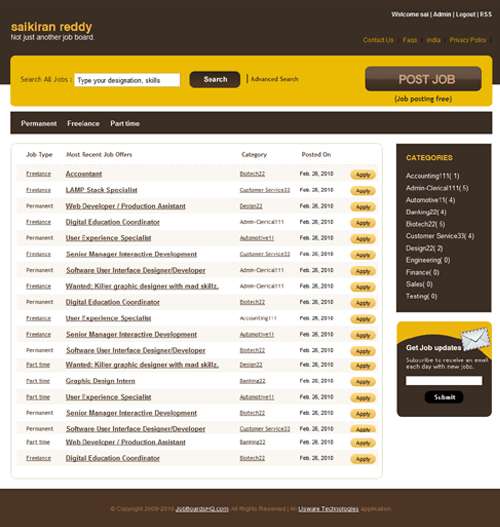 Welcome sai | Admin | Logout | RSS
saikiran reddy
Not just another job board.
Contact Us | Faqs | india | Privacy Policy
Search All Jobs : Type your designation, skills Search | Advanced Search POST JOB
(Job posting free)
Permanent Freelance Part time
Job Type Most Recent Job Offers Category Posted On
Freelance Accountant Biotech22 Feb. 26, 2010 Apply
Freelance LAMP Stack Specialist Customer Service33 Feb. 26, 2010 Apply
Permanent Web Developer / Production Assistant Design22 Feb. 26, 2010 Apply
Freelance Digital Education Coordinator Admin-Clerical111 Feb. 26, 2010 Apply
Permanent User Experience Specialist Automotive11 Feb. 26, 2010 Apply
Freelance Senior Manager Interactive Development Customer Service33 Feb. 26, 2010 Apply
Permanent Software User Interface Designer/Developer Admin-Clerical111 Feb. 26, 2010 Apply
Freelance Wanted: Killer graphic designer with mad skillz. Admin-Clerical111 Feb. 26, 2010 Apply
Permanent Digital Education Coordinator Biotech22 Feb. 26, 2010 Apply
Freelance User Experience Specialist Accounting111 Feb. 26, 2010 Apply
Permanent Senior Manager Interactive Development Automotive11 Feb. 26, 2010 Apply
Permanent Software User Interface Designer/Developer Biotech22 Feb. 26, 2010 Apply
Part time Wanted: Killer graphic designer with mad skillz. Design22 Feb. 26, 2010 Apply
Part time Graphic Design Intern Banking22 Feb. 26, 2010 Apply
Permanent User Experience Specialist Automotive11 Feb. 26, 2010 Apply
Permanent Senior Manager Interactive Development Biotech22 Feb. 26, 2010 Apply
Permanent Software User Interface Designer/Developer Customer Service33 Feb. 26, 2010 Apply
Part time Web Developer / Production Assistant Banking22 Feb. 26, 2010 Apply
Freelance Digital Education Coordinator Biotech22 Feb. 26, 2010 Apply
CATEGORIES
Accounting111( 1)
Admin-Clerical111( 5)
Automotive11( 4)
Banking22( 4)
Biotech22( 5)
Customer Service33( 4)
Design22( 2)
Engineering( 0)
Finance( 0)
Sales( 0)
Testing( 0)
Get Job updates
Subscribe to receive an email
each day with new jobs.
Submit
© Copyright 2009-2010 JobBoardsHQ.com. All Rights Reserved | An Usware Technologies application